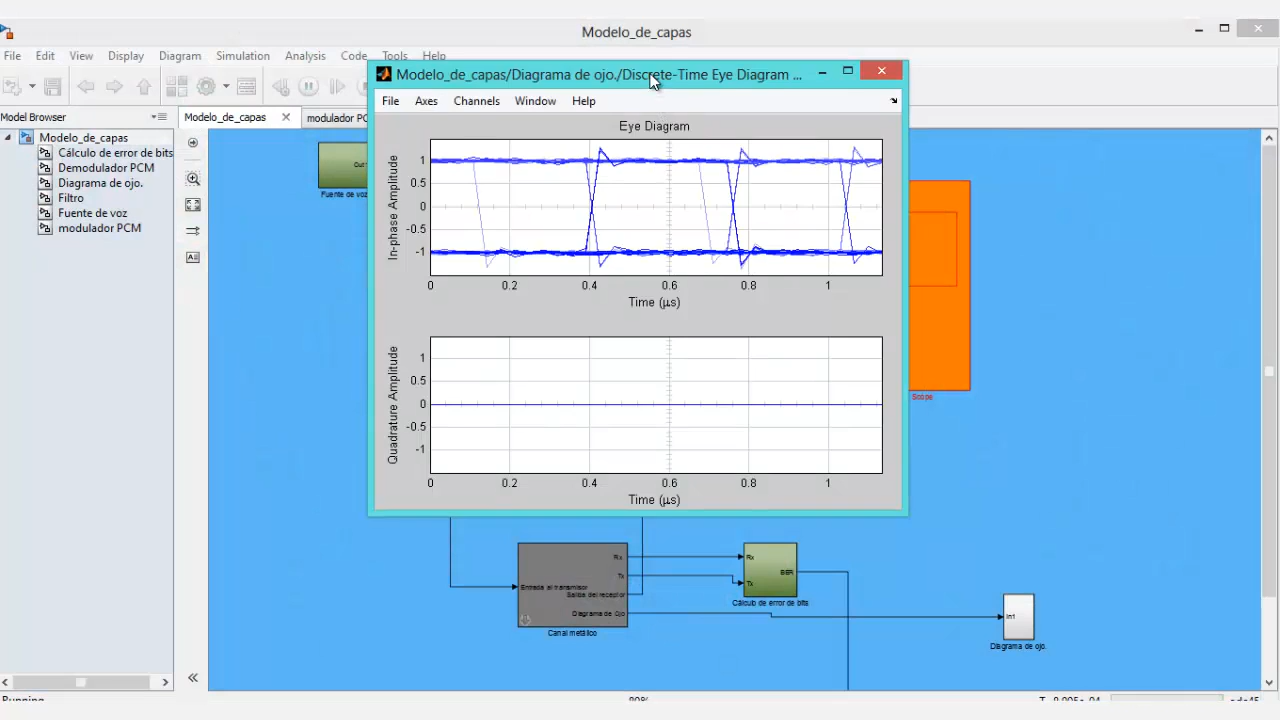 Modelo_de_capas
File Edit View Display Diagram Simulation Analysis Code Tools Help
Model Browser
Modelo_de_capas
modulador PC
Modelo_de_capas
Cálculo de error de bits
Demodulador PCM
Diagrama de ojo.
Filtro
Fuente de voz
modulador PCM
Out
Fuente de voz
Modelo_de_capas/Diagrama de ojo./Discrete-Time Eye Diagram ...
File Axes Channels Window Help
Eye Diagram
In-phase Amplitude
1
0.5
0
-0.5
-1
0 0.2 0.4 0.6 0.8 1
Time (μs)
Quadrature Amplitude
1
0.5
0
-0.5
-1
0 0.2 0.4 0.6 0.8 1
Time (μs)
Scope
Entrada al transmisor
Rx
Tx
Salida del receptor
Diagrama de Ojo
Canal metálico
Rx
Tx
BER
Cálculo de error de bits
In1
Diagrama de ojo.
Running
80%
ode45